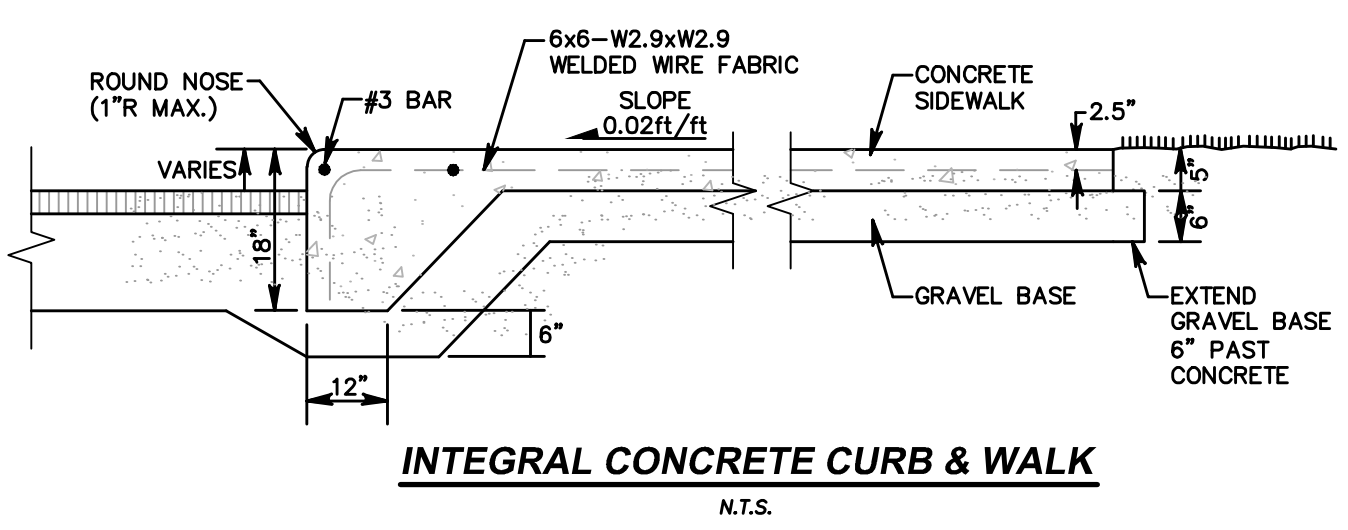 6x6-W2.9xW2.9
WELDED WIRE FABRIC
ROUND NOSE
(1"R MAX.)
#3 BAR
SLOPE
0.02ft/ft
CONCRETE
SIDEWALK
2.5"
VARIES
5"
6"
18"
GRAVEL BASE
EXTEND
GRAVEL BASE
6" PAST
CONCRETE
6"
12"
INTEGRAL CONCRETE CURB & WALK
N.T.S.